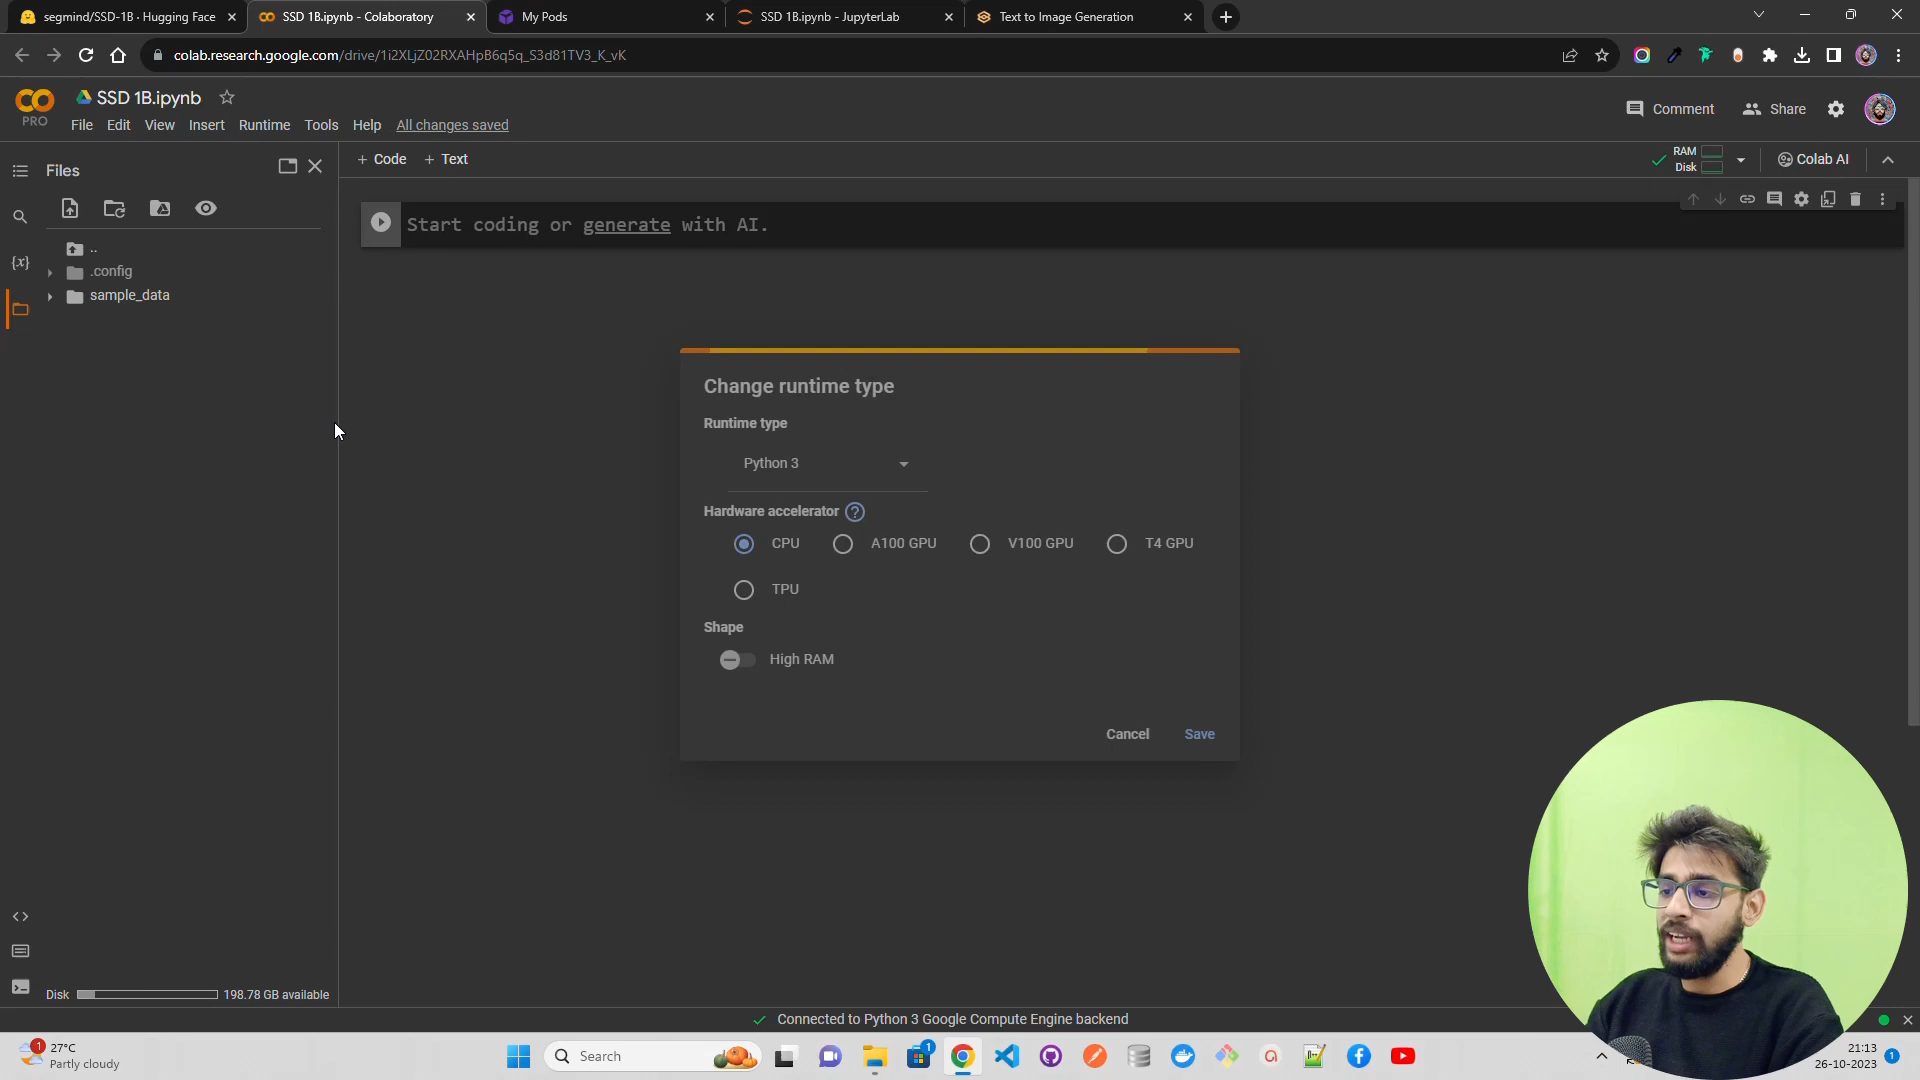 segmind/SSD-1B · Hugging Face
SSD 1B.ipynb - Colaboratory
My Pods
SSD 1B.ipynb - JupyterLab
Text to Image Generation
colab.research.google.com/drive/1i2XLjZ02RXAHpB6q5q_S3d81TV3_K_vK
PRO
SSD 1B.ipynb
File Edit View Insert Runtime Tools Help All changes saved
Comment
Share
Files
+ Code + Text
RAM
Disk
Colab AI
Start coding or generate with AI.
{x}
..
.config
sample_data
Change runtime type
Runtime type
Python 3
Hardware accelerator ?
CPU A100 GPU V100 GPU T4 GPU
TPU
Shape
High RAM
Cancel Save
Disk 198.78 GB available
Connected to Python 3 Google Compute Engine backend
1
27°C
Partly cloudy
Search
1
21:13
26-10-2023
1